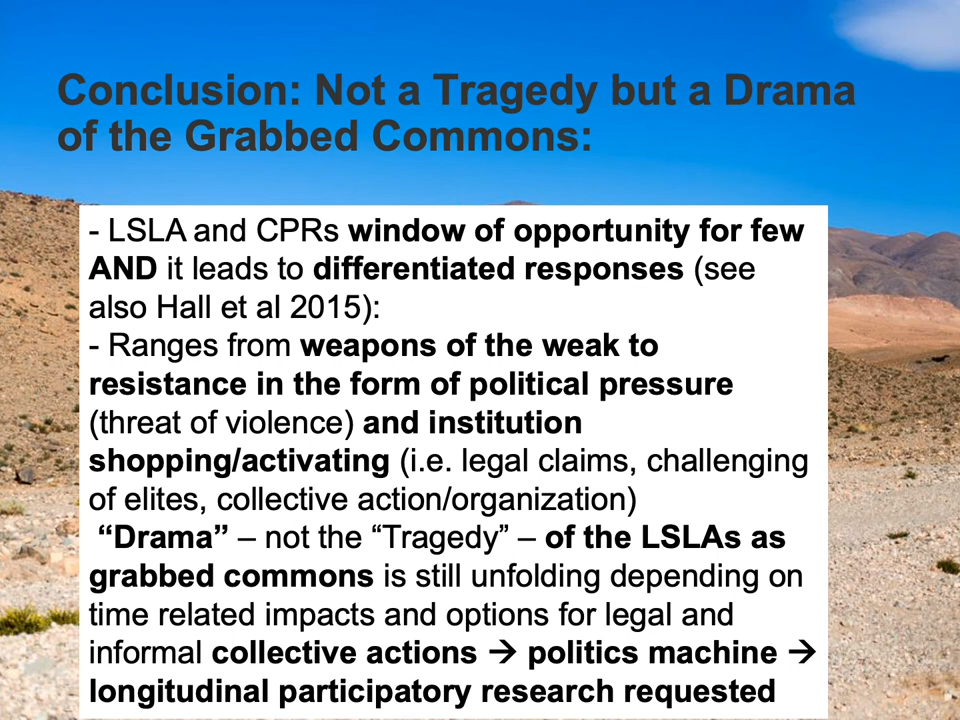 Conclusion: Not a Tragedy but a Drama
of the Grabbed Commons:
- LSLA and CPRs window of opportunity for few
AND it leads to differentiated responses (see
also Hall et al 2015):
- Ranges from weapons of the weak to
resistance in the form of political pressure
(threat of violence) and institution
shopping/activating (i.e. legal claims, challenging
of elites, collective action/organization)
“Drama” – not the “Tragedy” – of the LSLAs as
grabbed commons is still unfolding depending on
time related impacts and options for legal and
informal collective actions → politics machine →
longitudinal participatory research requested